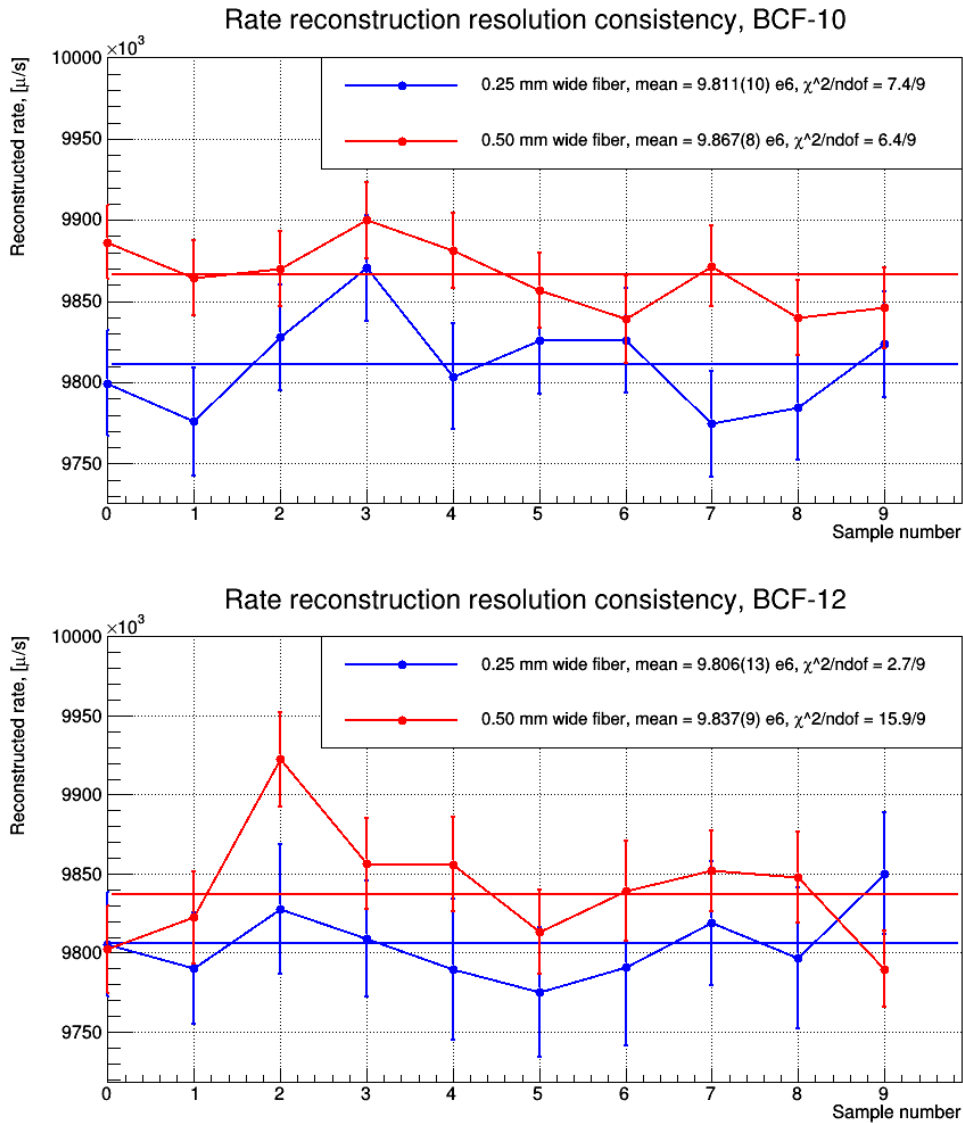 Rate reconstruction resolution consistency, BCF-10
×10³
Reconstructed rate, [μ/s]
10000
9950
9900
9850
9800
9750
0.25 mm wide fiber, mean = 9.811(10) e6, χ^2/ndof = 7.4/9
0.50 mm wide fiber, mean = 9.867(8) e6, χ^2/ndof = 6.4/9
0 1 2 3 4 5 6 7 8 9
Sample number
Rate reconstruction resolution consistency, BCF-12
×10³
Reconstructed rate, [μ/s]
10000
9950
9900
9850
9800
9750
0.25 mm wide fiber, mean = 9.806(13) e6, χ^2/ndof = 2.7/9
0.50 mm wide fiber, mean = 9.837(9) e6, χ^2/ndof = 15.9/9
0 1 2 3 4 5 6 7 8 9
Sample number